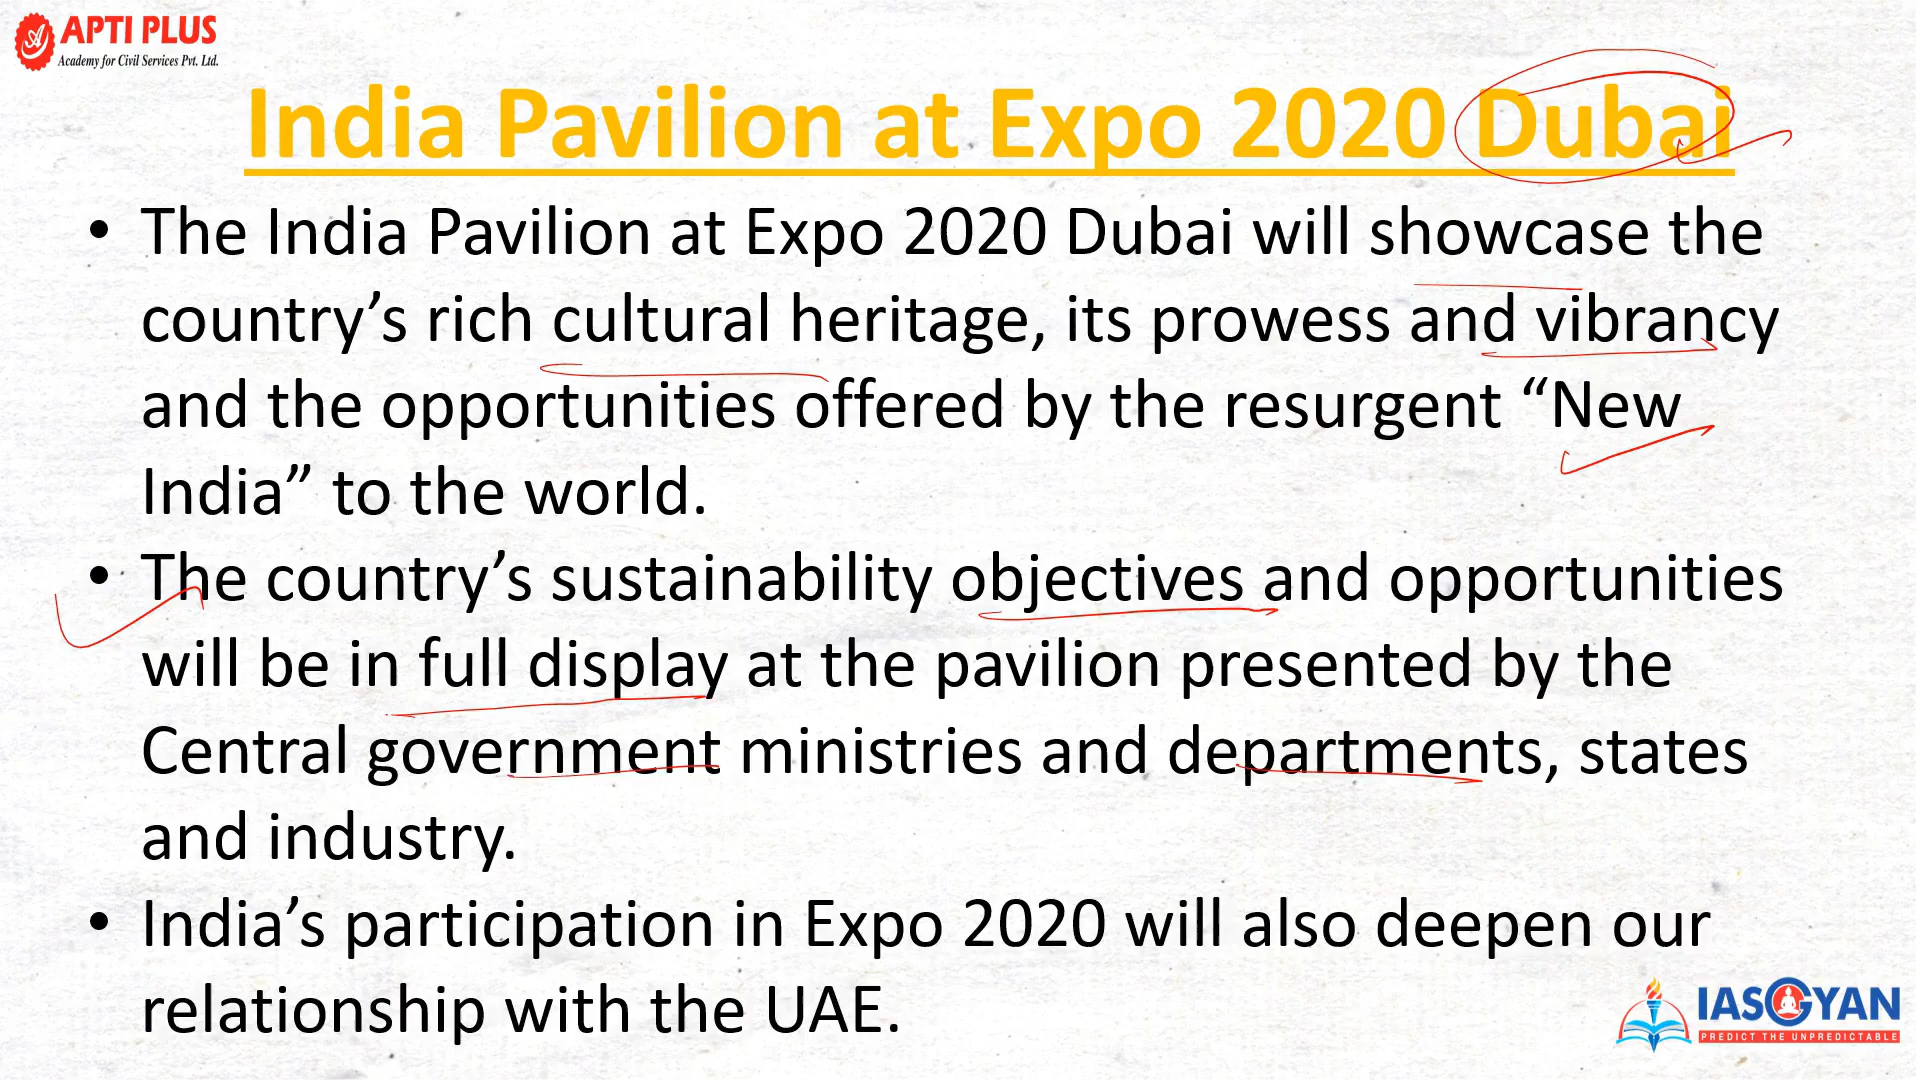 APTI PLUS
Academy for Civil Services Pvt. Ltd.
India Pavilion at Expo 2020 Dubai
• The India Pavilion at Expo 2020 Dubai will showcase the
country’s rich cultural heritage, its prowess and vibrancy
and the opportunities offered by the resurgent “New
India” to the world.
• The country’s sustainability objectives and opportunities
will be in full display at the pavilion presented by the
Central government ministries and departments, states
and industry.
• India’s participation in Expo 2020 will also deepen our
relationship with the UAE.
IASGYAN
PREDICT THE UNPREDICTABLE